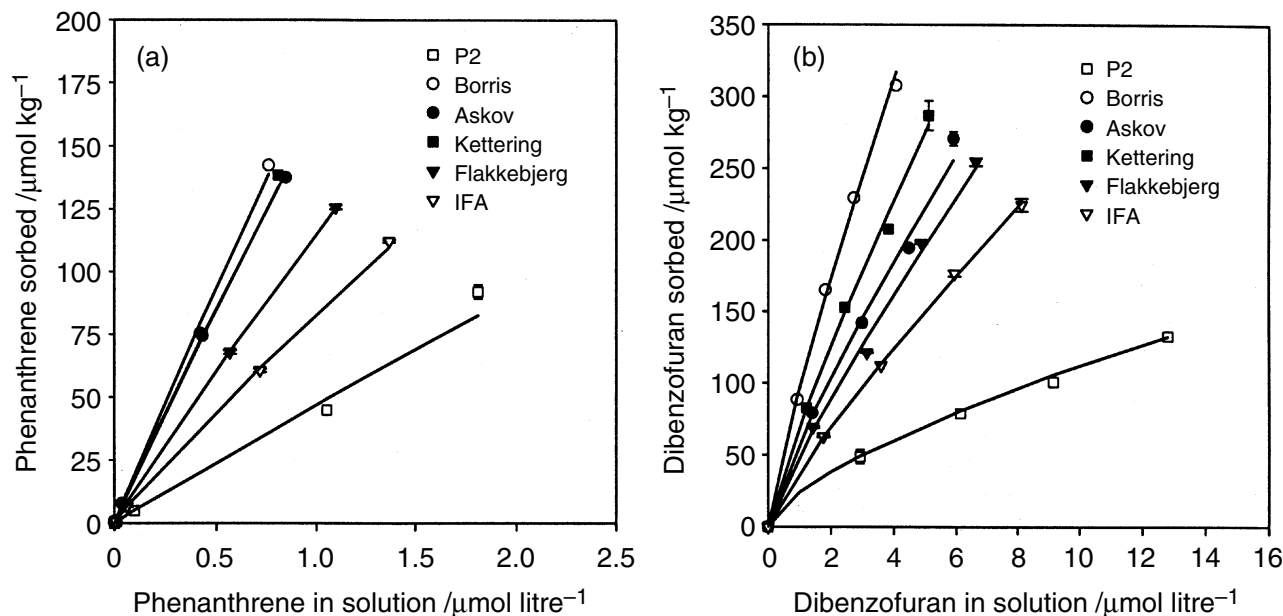 (a)
P2
Borris
Askov
Kettering
Flakkebjerg
IFA
200
175
150
125
100
75
50
25
0
0
0.5
1.0
1.5
2.0
2.5
Phenanthrene sorbed /μmol kg⁻¹
Phenanthrene in solution /μmol litre⁻¹
(b)
P2
Borris
Askov
Kettering
Flakkebjerg
IFA
350
300
250
200
150
100
50
0
0
2
4
6
8
10
12
14
16
Dibenzofuran sorbed /μmol kg⁻¹
Dibenzofuran in solution /μmol litre⁻¹